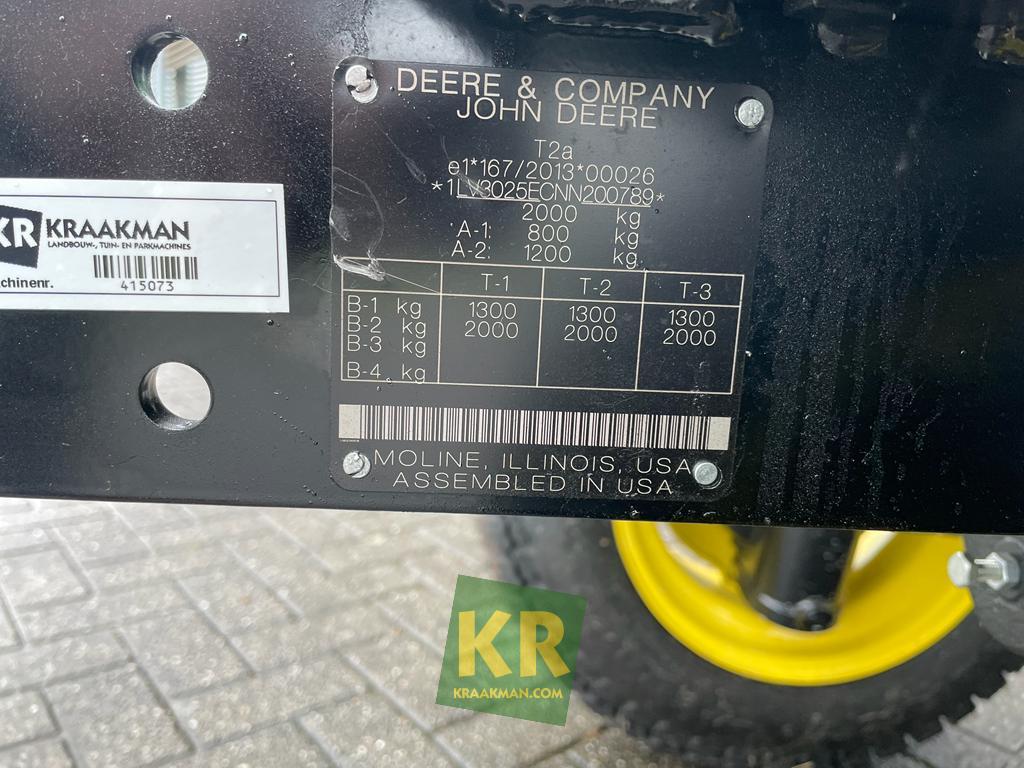 DEERE & COMPANY
JOHN DEERE
T2a
e1*167/2013*00026
*1LV3025ECNN200789*
2000 kg
A-1: 800 kg
A-2: 1200 kg
T-1 T-2 T-3
B-1 kg 1300 1300 1300
B-2 kg 2000 2000 2000
B-3 kg
B-4 kg
MOLINE, ILLINOIS, USA
ASSEMBLED IN USA
KR KRAAKMAN
LANDBOUW-, TUIN- EN PARKMACHINES
chinenr.
415073
KR
KRAAKMAN.COM